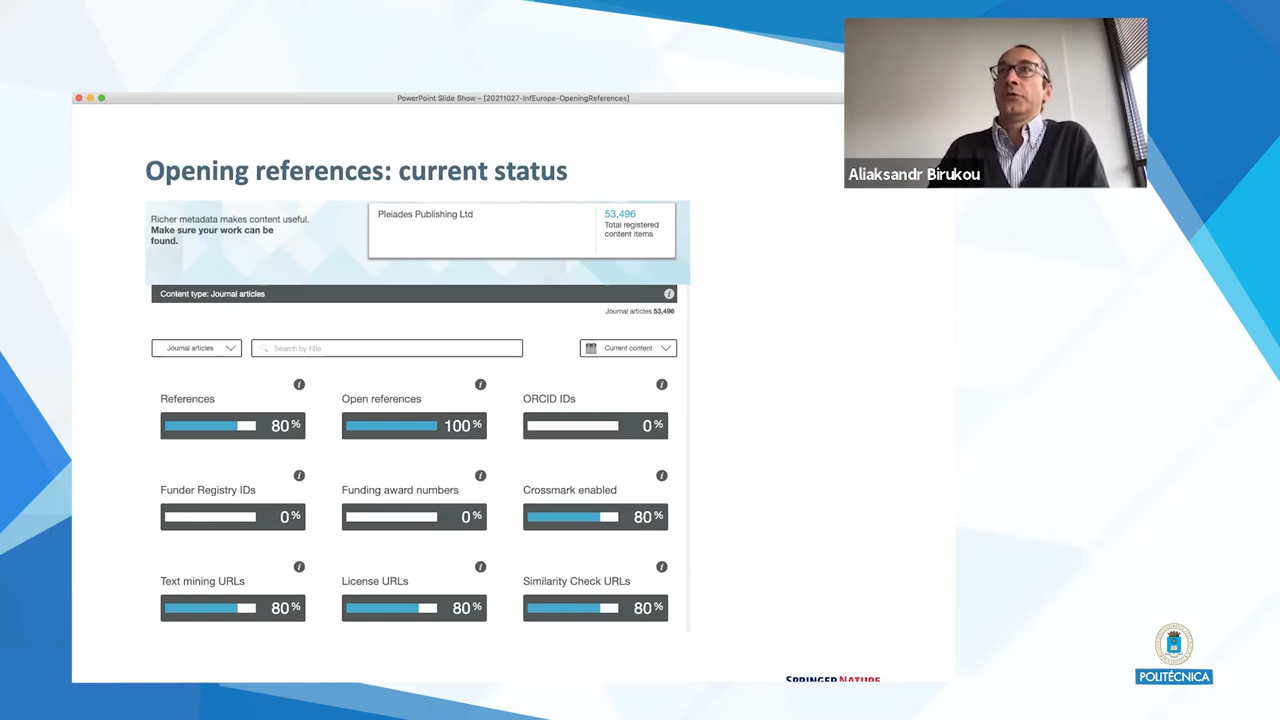 PowerPoint Slide Show – [20211027-InfEurope-OpeningReferences]
Aliaksandr Birukou
Opening references: current status
Richer metadata makes content useful.
Make sure your work can be
found.
Pleiades Publishing Ltd
53,496
Total registered
content items
Content type: Journal articles
Journal articles 53,496
Journal articles
Search by title
Current content
References
80%
Open references
100%
ORCID IDs
0%
Funder Registry IDs
0%
Funding award numbers
0%
Crossmark enabled
80%
Text mining URLs
80%
License URLs
80%
Similarity Check URLs
80%
SPRINGER NATURE
POLITÉCNICA